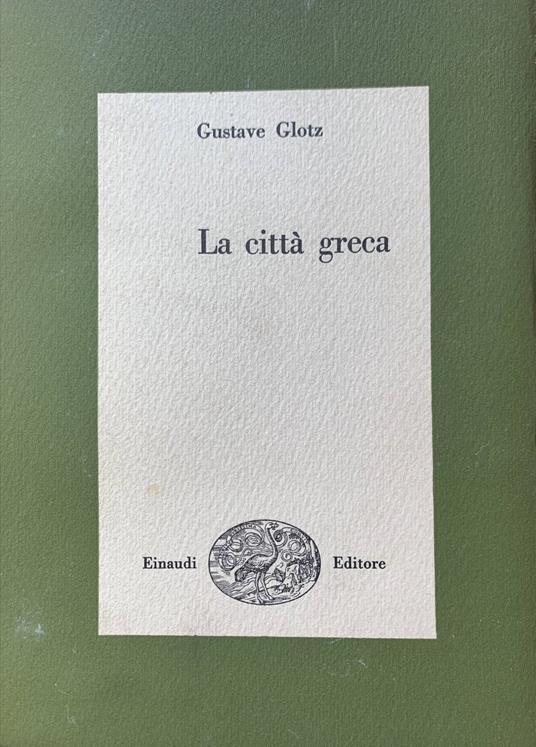 Gustave Glotz
La città greca
Einaudi Editore